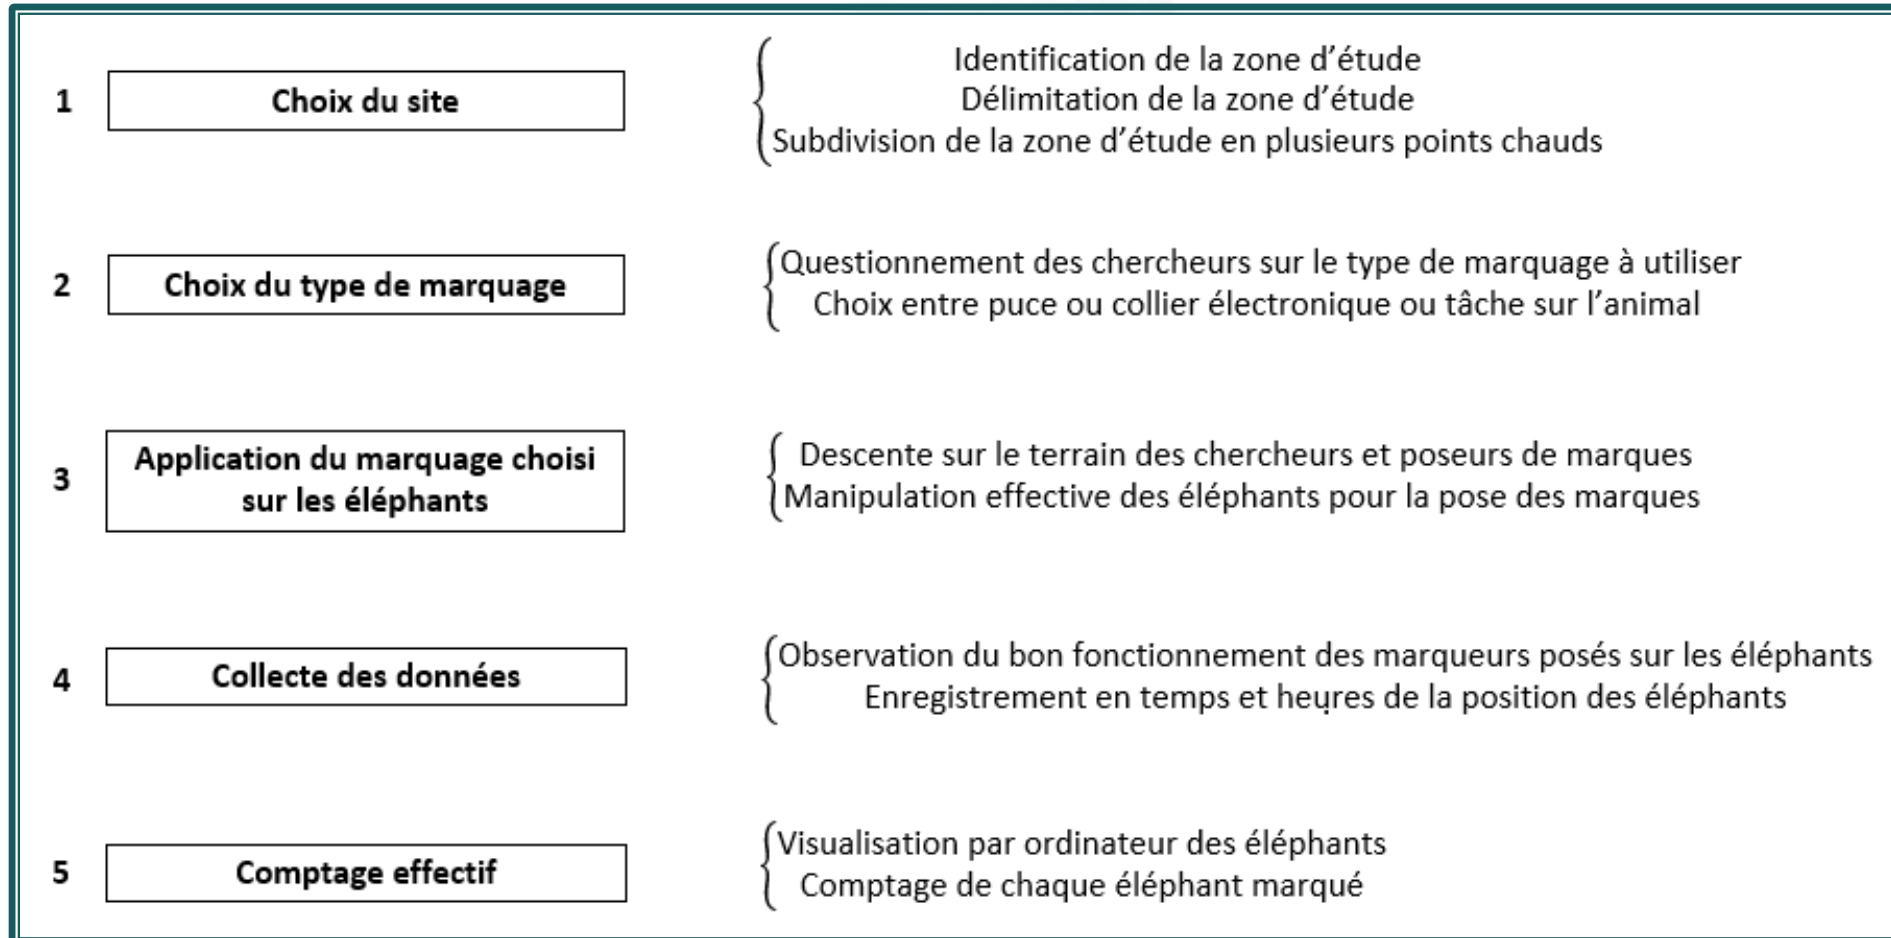 1 Choix du site
Identification de la zone d’étude
Délimitation de la zone d’étude
Subdivision de la zone d’étude en plusieurs points chauds
2 Choix du type de marquage
Questionnement des chercheurs sur le type de marquage à utiliser
Choix entre puce ou collier électronique ou tâche sur l’animal
3 Application du marquage choisi
sur les éléphants
Descente sur le terrain des chercheurs et poseurs de marques
Manipulation effective des éléphants pour la pose des marques
4 Collecte des données
Observation du bon fonctionnement des marqueurs posés sur les éléphants
Enregistrement en temps et heures de la position des éléphants
5 Comptage effectif
Visualisation par ordinateur des éléphants
Comptage de chaque éléphant marqué